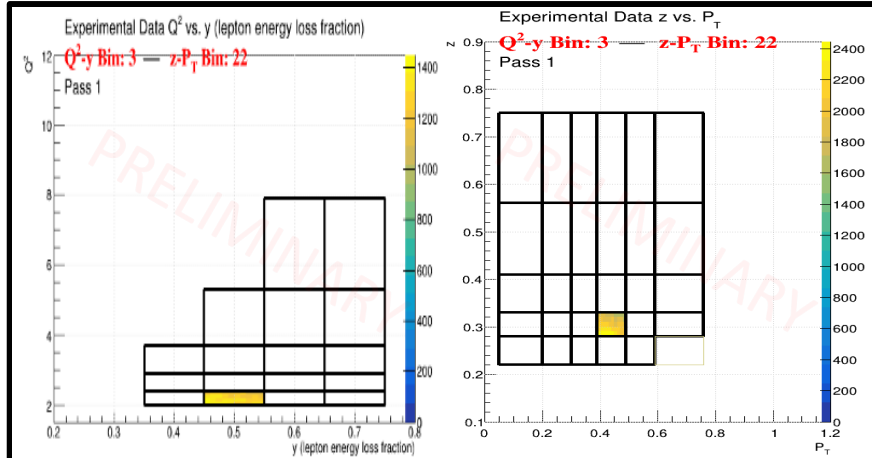 Experimental Data Q² vs. y (lepton energy loss fraction)
Q²-y Bin: 3 — z-P_T Bin: 22
Pass 1
Q²
12
10
8
6
4
2
0.2 0.3 0.4 0.5 0.6 0.7 0.8
y (lepton energy loss fraction)
1400
1200
1000
800
600
400
200
0
PRELIMINARY
Experimental Data z vs. P_T
Q²-y Bin: 3 — z-P_T Bin: 22
Pass 1
z
0.9
0.8
0.7
0.6
0.5
0.4
0.3
0.2
0.1
0 0.2 0.4 0.6 0.8 1 1.2
P_T
2400
2200
2000
1800
1600
1400
1200
1000
800
600
400
200
0
PRELIMINARY